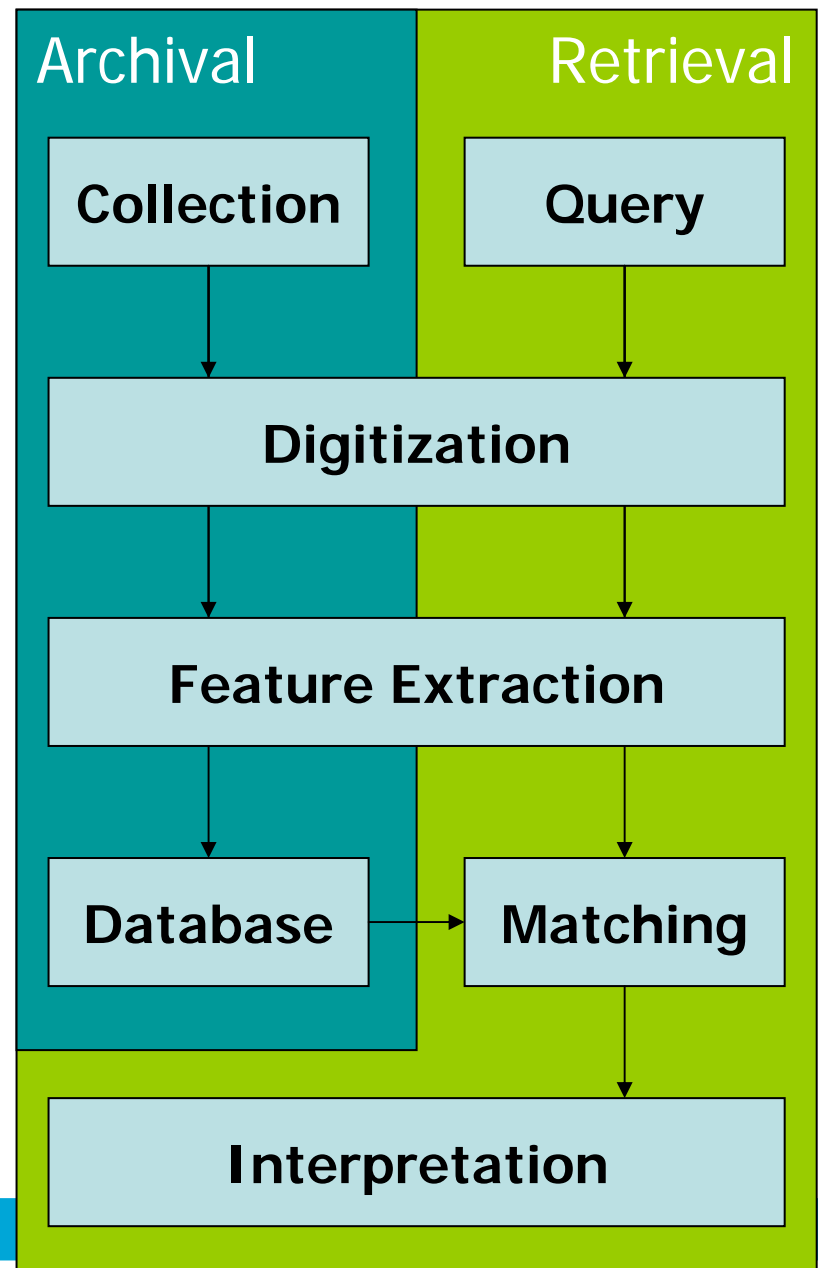 Archival
Retrieval
Collection
Query
Digitization
Feature Extraction
Database
Matching
Interpretation